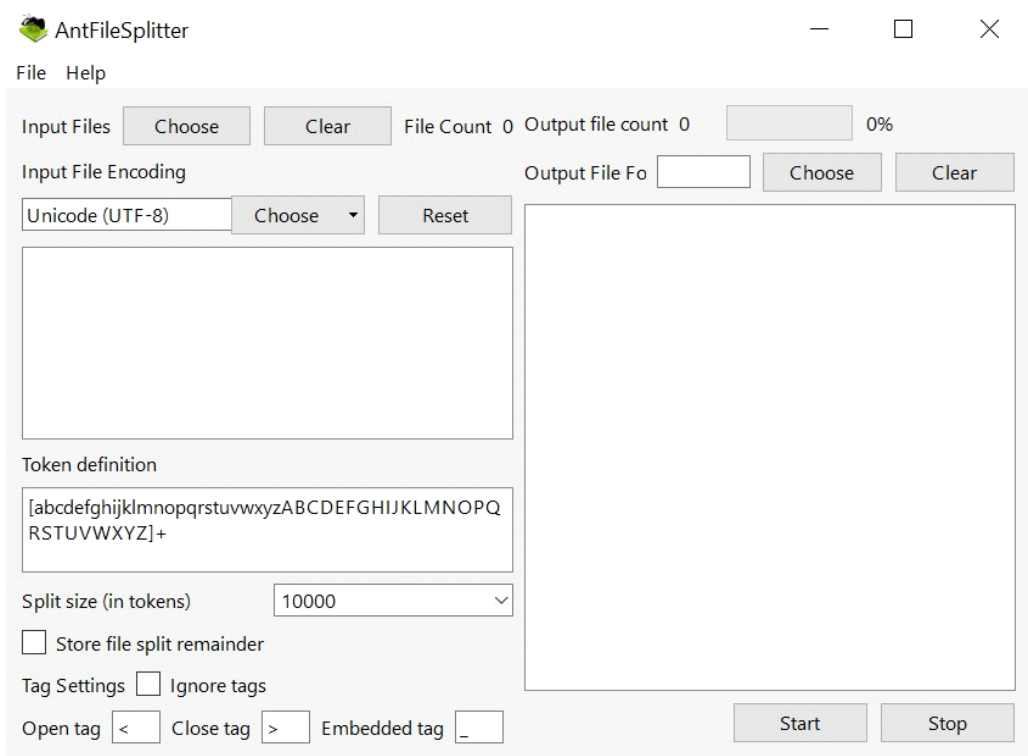 AntFileSplitter
File Help
Input Files Choose Clear File Count 0
Input File Encoding
Unicode (UTF-8) Choose Reset
Token definition
[abcdefghijklmnopqrstuvwxyzABCDEFGHIJKLMNOPQ
RSTUVWXYZ]+
Split size (in tokens) 10000
Store file split remainder
Tag Settings Ignore tags
Open tag < Close tag > Embedded tag _
Output file count 0 0%
Output File Fo Choose Clear
Start Stop